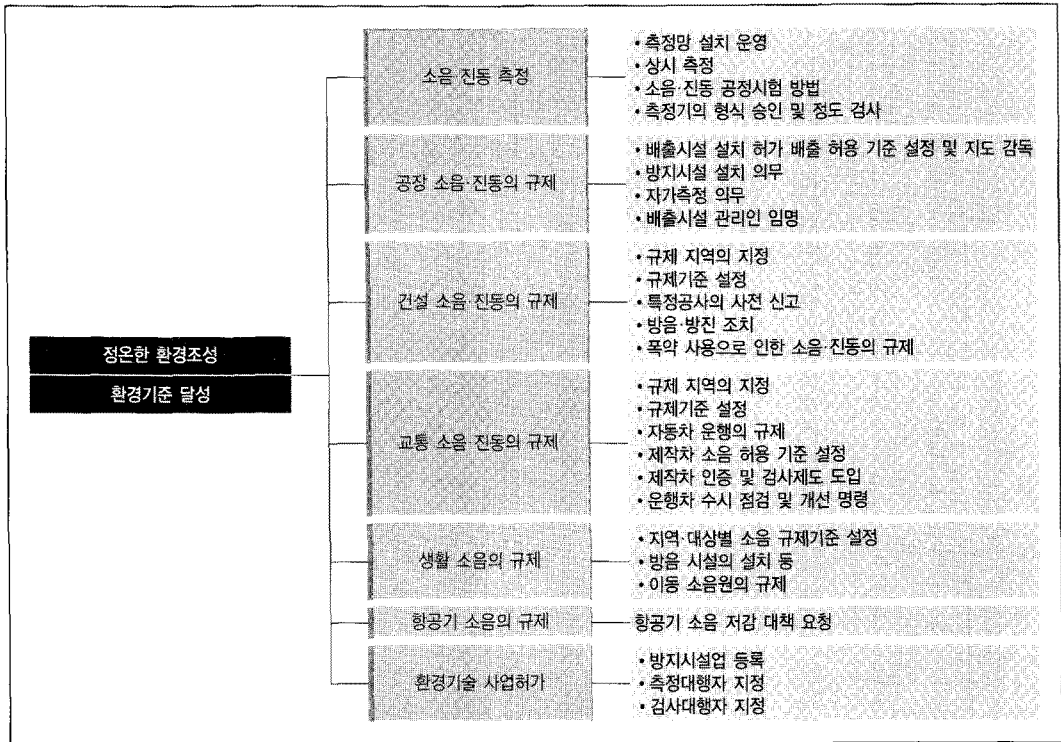 정온한 환경조성
환경기준 달성
소음 진동 측정
• 측정망 설치 운영
• 상시 측정
• 소음·진동 공정시험 방법
• 측정기의 형식 승인 및 정도 검사
공장 소음·진동의 규제
• 배출시설 설치 허가 배출 허용 기준 설정 및 지도 감독
• 방지시설 설치 의무
• 자가측정 의무
• 배출시설 관리인 임명
건설 소음 진동의 규제
• 규제 지역의 지정
• 규제기준 설정
• 특정공사의 사전 신고
• 방음·방진 조치
• 폭약 사용으로 인한 소음 진동의 규제
교통 소음 진동의 규제
• 규제 지역의 지정
• 규제기준 설정
• 자동차 운행의 규제
• 제작차 소음 허용 기준 설정
• 제작차 인증 및 검사제도 도입
• 운행차 수시 점검 및 개선 명령
생활 소음의 규제
• 지역·대상별 소음 규제기준 설정
• 방음 시설의 설치 등
• 이동 소음원의 규제
항공기 소음의 규제
항공기 소음 저감 대책 요청
환경기술 사업허가
• 방지시설업 등록
• 측정대행자 지정
• 검사대행자 지정